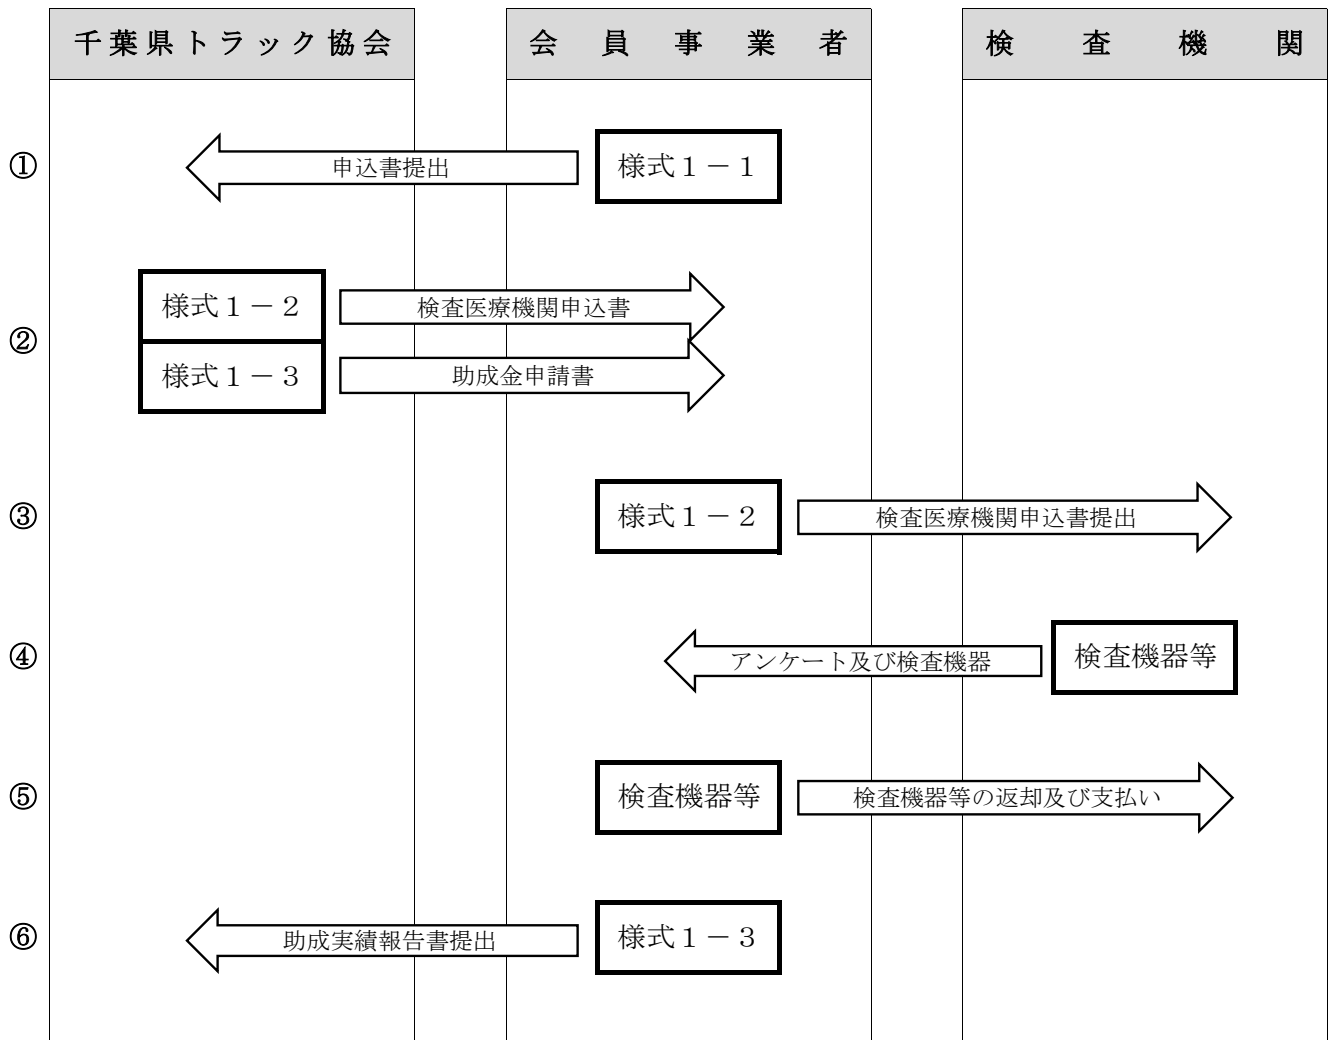 千葉県トラック協会
会員事業者
検査機関
①
申込書提出
様式１－１
②
様式１－２
検査医療機関申込書
様式１－３
助成金申請書
③
様式１－２
検査医療機関申込書提出
④
アンケート及び検査機器
検査機器等
⑤
検査機器等
検査機器等の返却及び支払い
⑥
助成実績報告書提出
様式１－３